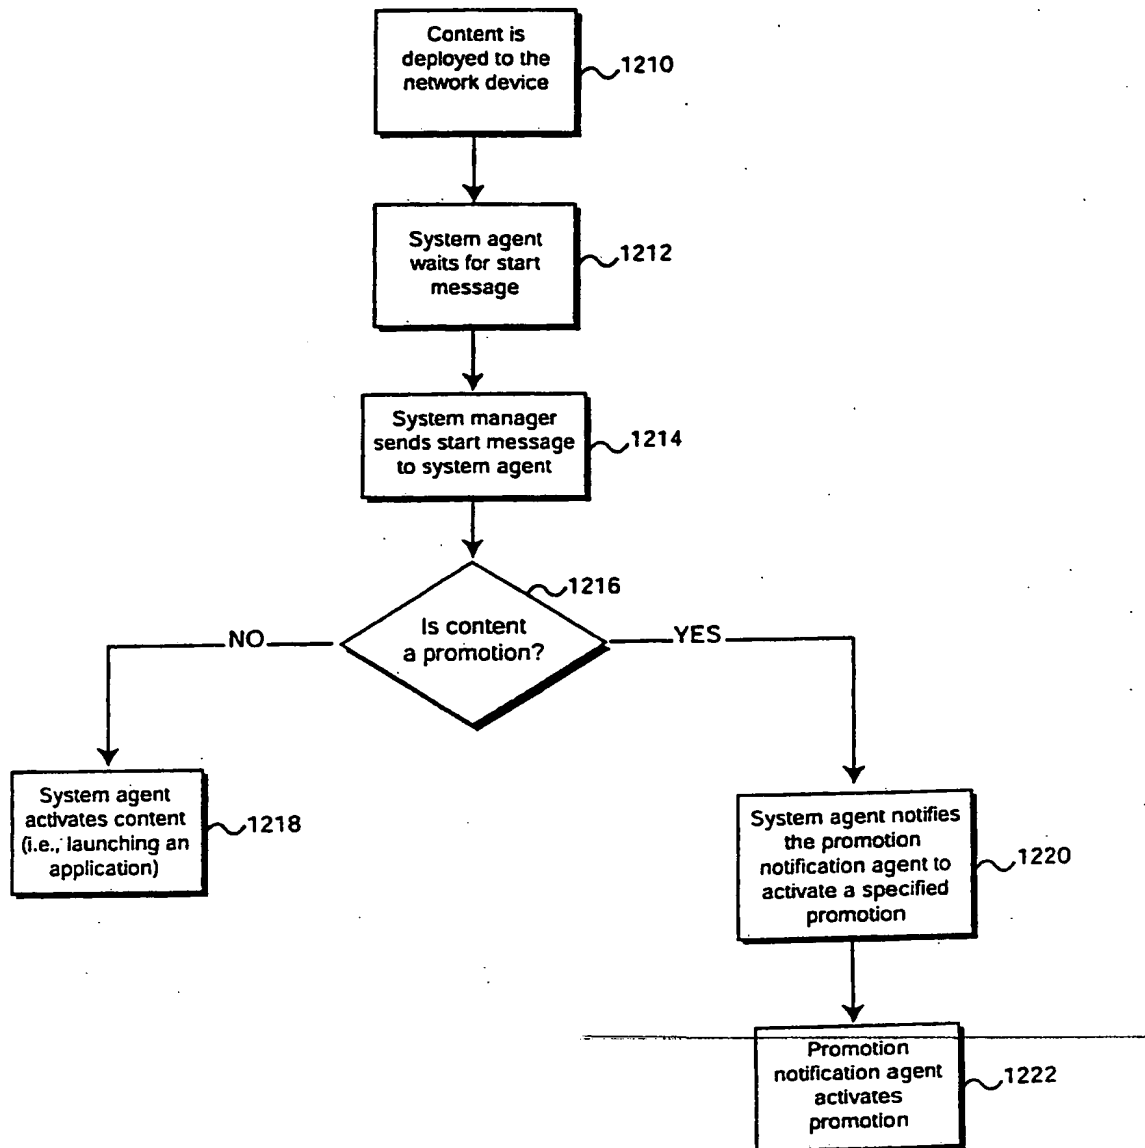 Content is
deployed to the
network device
1210
System agent
waits for start
message
1212
System manager
sends start message
to system agent
1214
1216
Is content
a promotion?
NO
YES
System agent
activates content
(i.e., launching an
application)
1218
System agent notifies
the promotion
notification agent to
activate a specified
promotion
1220
Promotion
notification agent
activates
promotion
1222